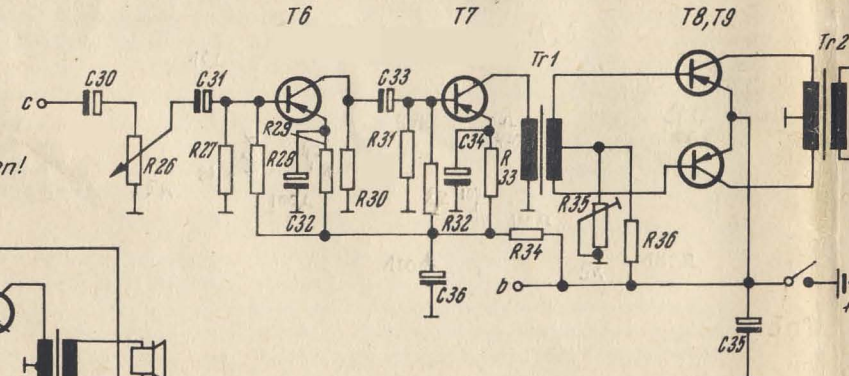 T6
T7
T8,T9
Tr1
Tr2
C30
C31
C33
c
R26
R27
R28
R29
R30
R31
C34
R
33
en!
C32
R32
R34
R35
R36
C36
b
C35
+